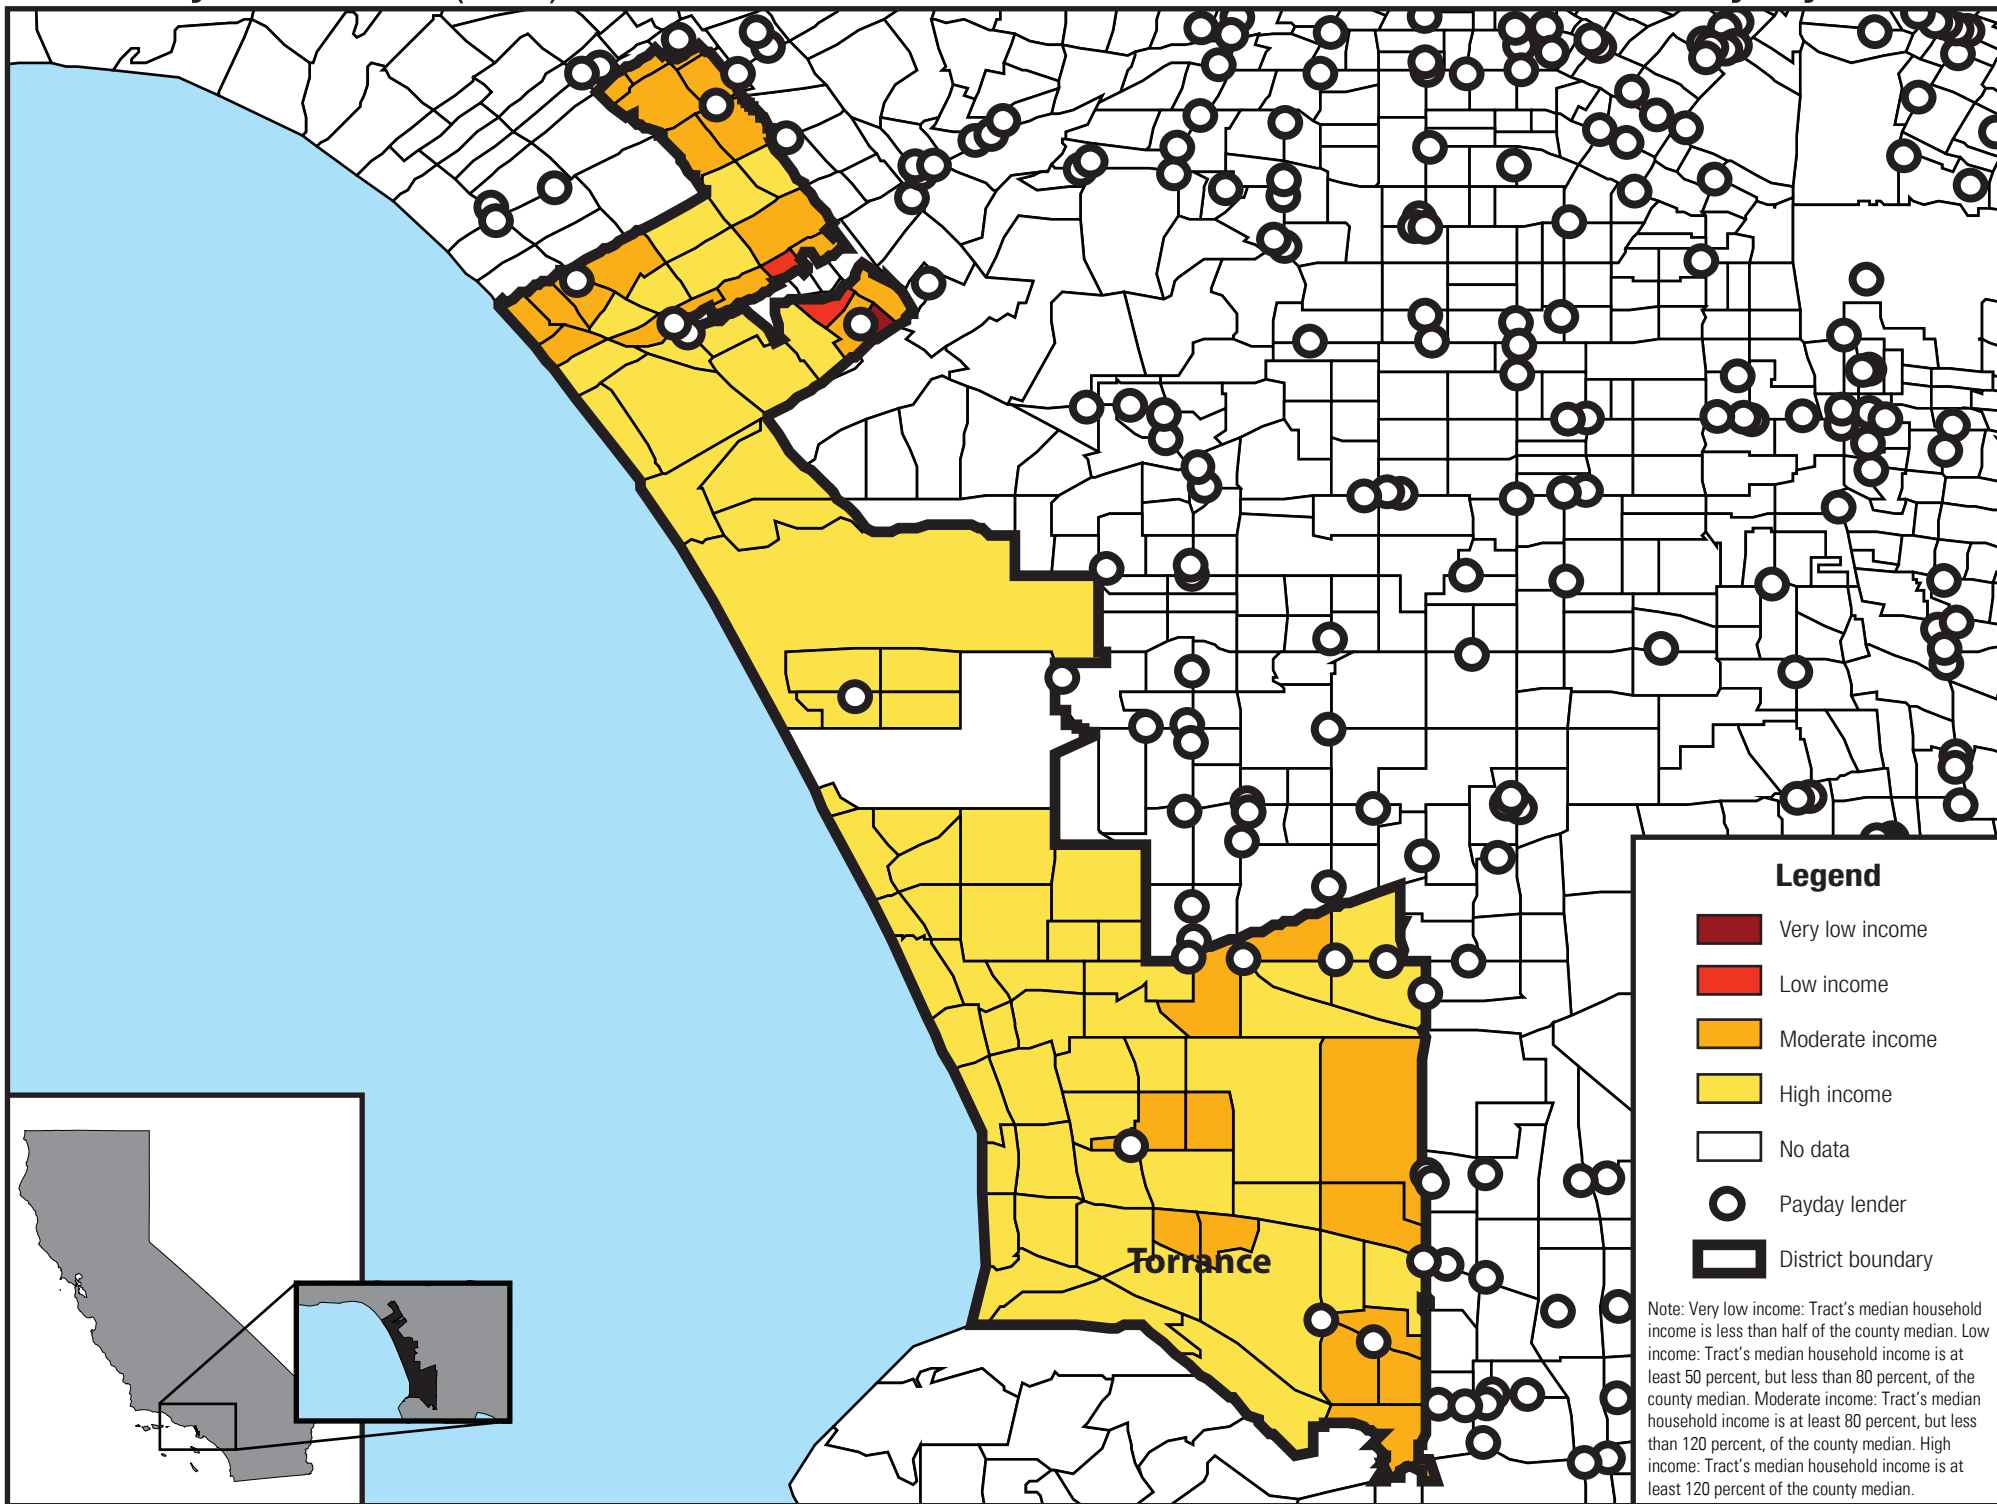 Torrance
Legend
Very low income
Low income
Moderate income
High income
No data
Payday lender
District boundary
Note: Very low income: Tract's median household
income is less than half of the county median. Low
income: Tract's median household income is at
least 50 percent, but less than 80 percent, of the
county median. Moderate income: Tract's median
household income is at least 80 percent, but less
than 120 percent, of the county median. High
income: Tract's median household income is at
least 120 percent of the county median.